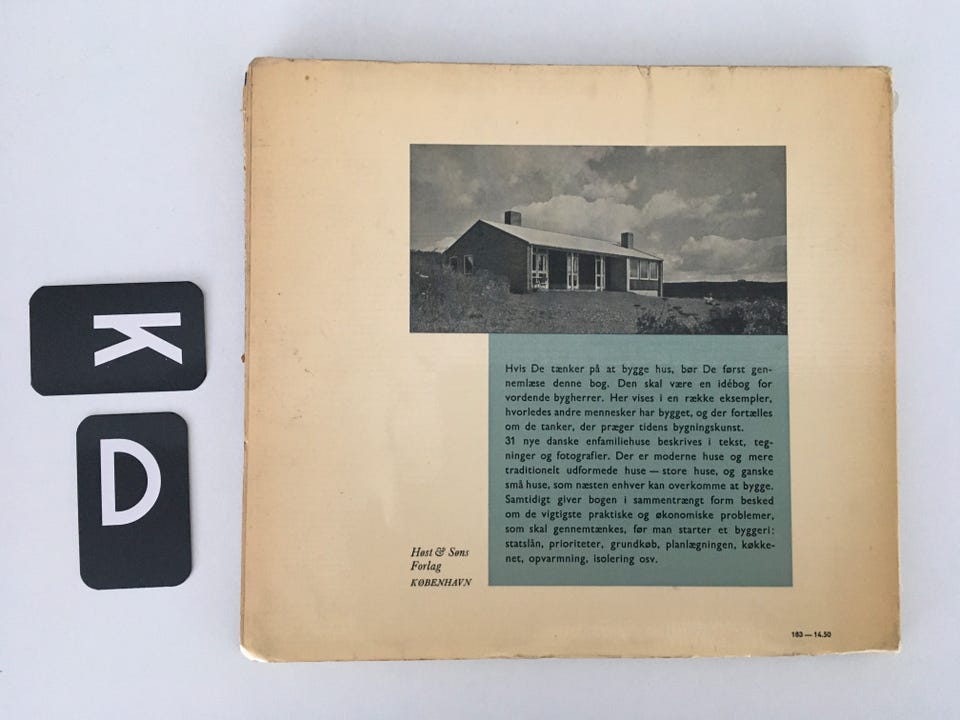 K
D
Hvis De tænker på at bygge hus, bør De først gen-
nemlæse denne bog. Den skal være en idébog for
vordende bygherrer. Her vises i en række eksempler,
hvorledes andre mennesker har bygget, og der fortælles
om de tanker, der præger tidens bygningskunst.
31 nye danske enfamiliehuse beskrives i tekst, teg-
ninger og fotografier. Der er moderne huse og mere
traditionelt udformede huse — store huse, og ganske
små huse, som næsten enhver kan overkomme at bygge.
Samtidigt giver bogen i sammentrængt form besked
om de vigtigste praktiske og økonomiske problemer,
som skal gennemtænkes, før man starter et byggeri:
statslån, prioriteter, grundkøb, planlægningen, køkke-
net, opvarmning, isolering osv.
Høst & Søns
Forlag
KØBENHAVN
183 — 14.50